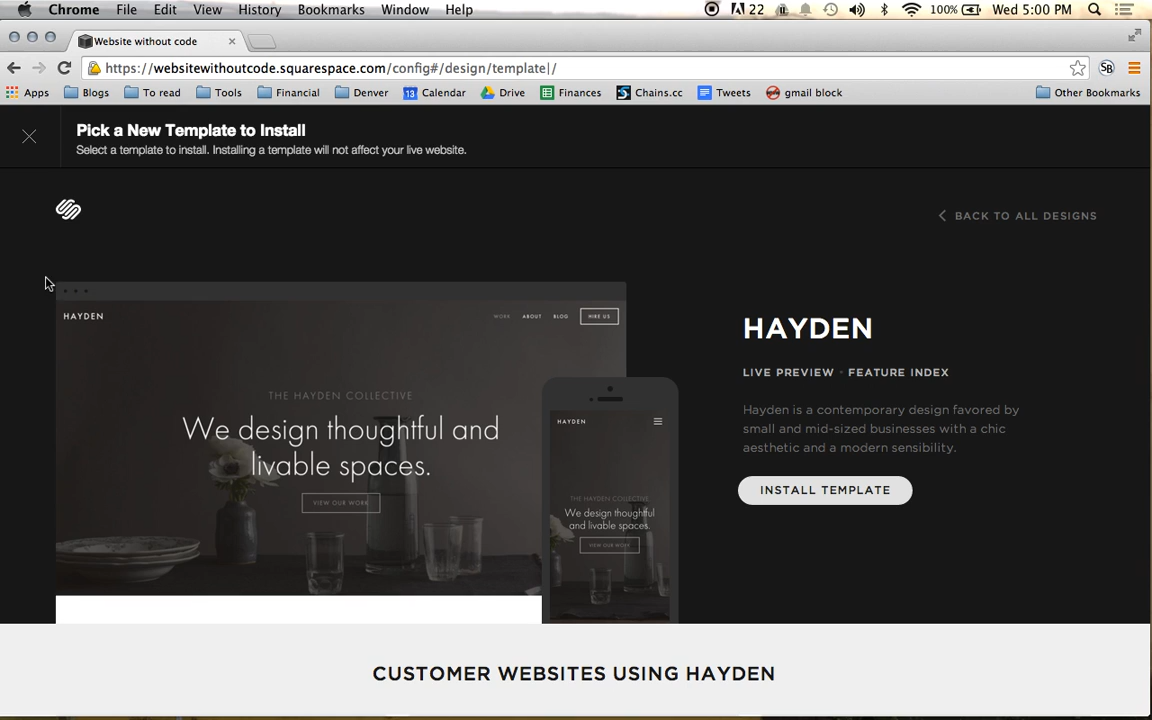 Chrome File Edit View History Bookmarks Window Help 22 100% Wed 5:00 PM
Website without code
https://websitewithoutcode.squarespace.com/config#/design/template|/
Apps Blogs To read Tools Financial Denver 13 Calendar Drive Finances Chains.cc Tweets gmail block Other Bookmarks
Pick a New Template to Install
Select a template to install. Installing a template will not affect your live website.
BACK TO ALL DESIGNS
HAYDEN WORK ABOUT BLOG HIRE US
THE HAYDEN COLLECTIVE
We design thoughtful and
livable spaces.
VIEW OUR WORK
HAYDEN
THE HAYDEN COLLECTIVE
We design thoughtful
and livable spaces.
VIEW OUR WORK
HAYDEN
LIVE PREVIEW · FEATURE INDEX
Hayden is a contemporary design favored by
small and mid-sized businesses with a chic
aesthetic and a modern sensibility.
INSTALL TEMPLATE
CUSTOMER WEBSITES USING HAYDEN